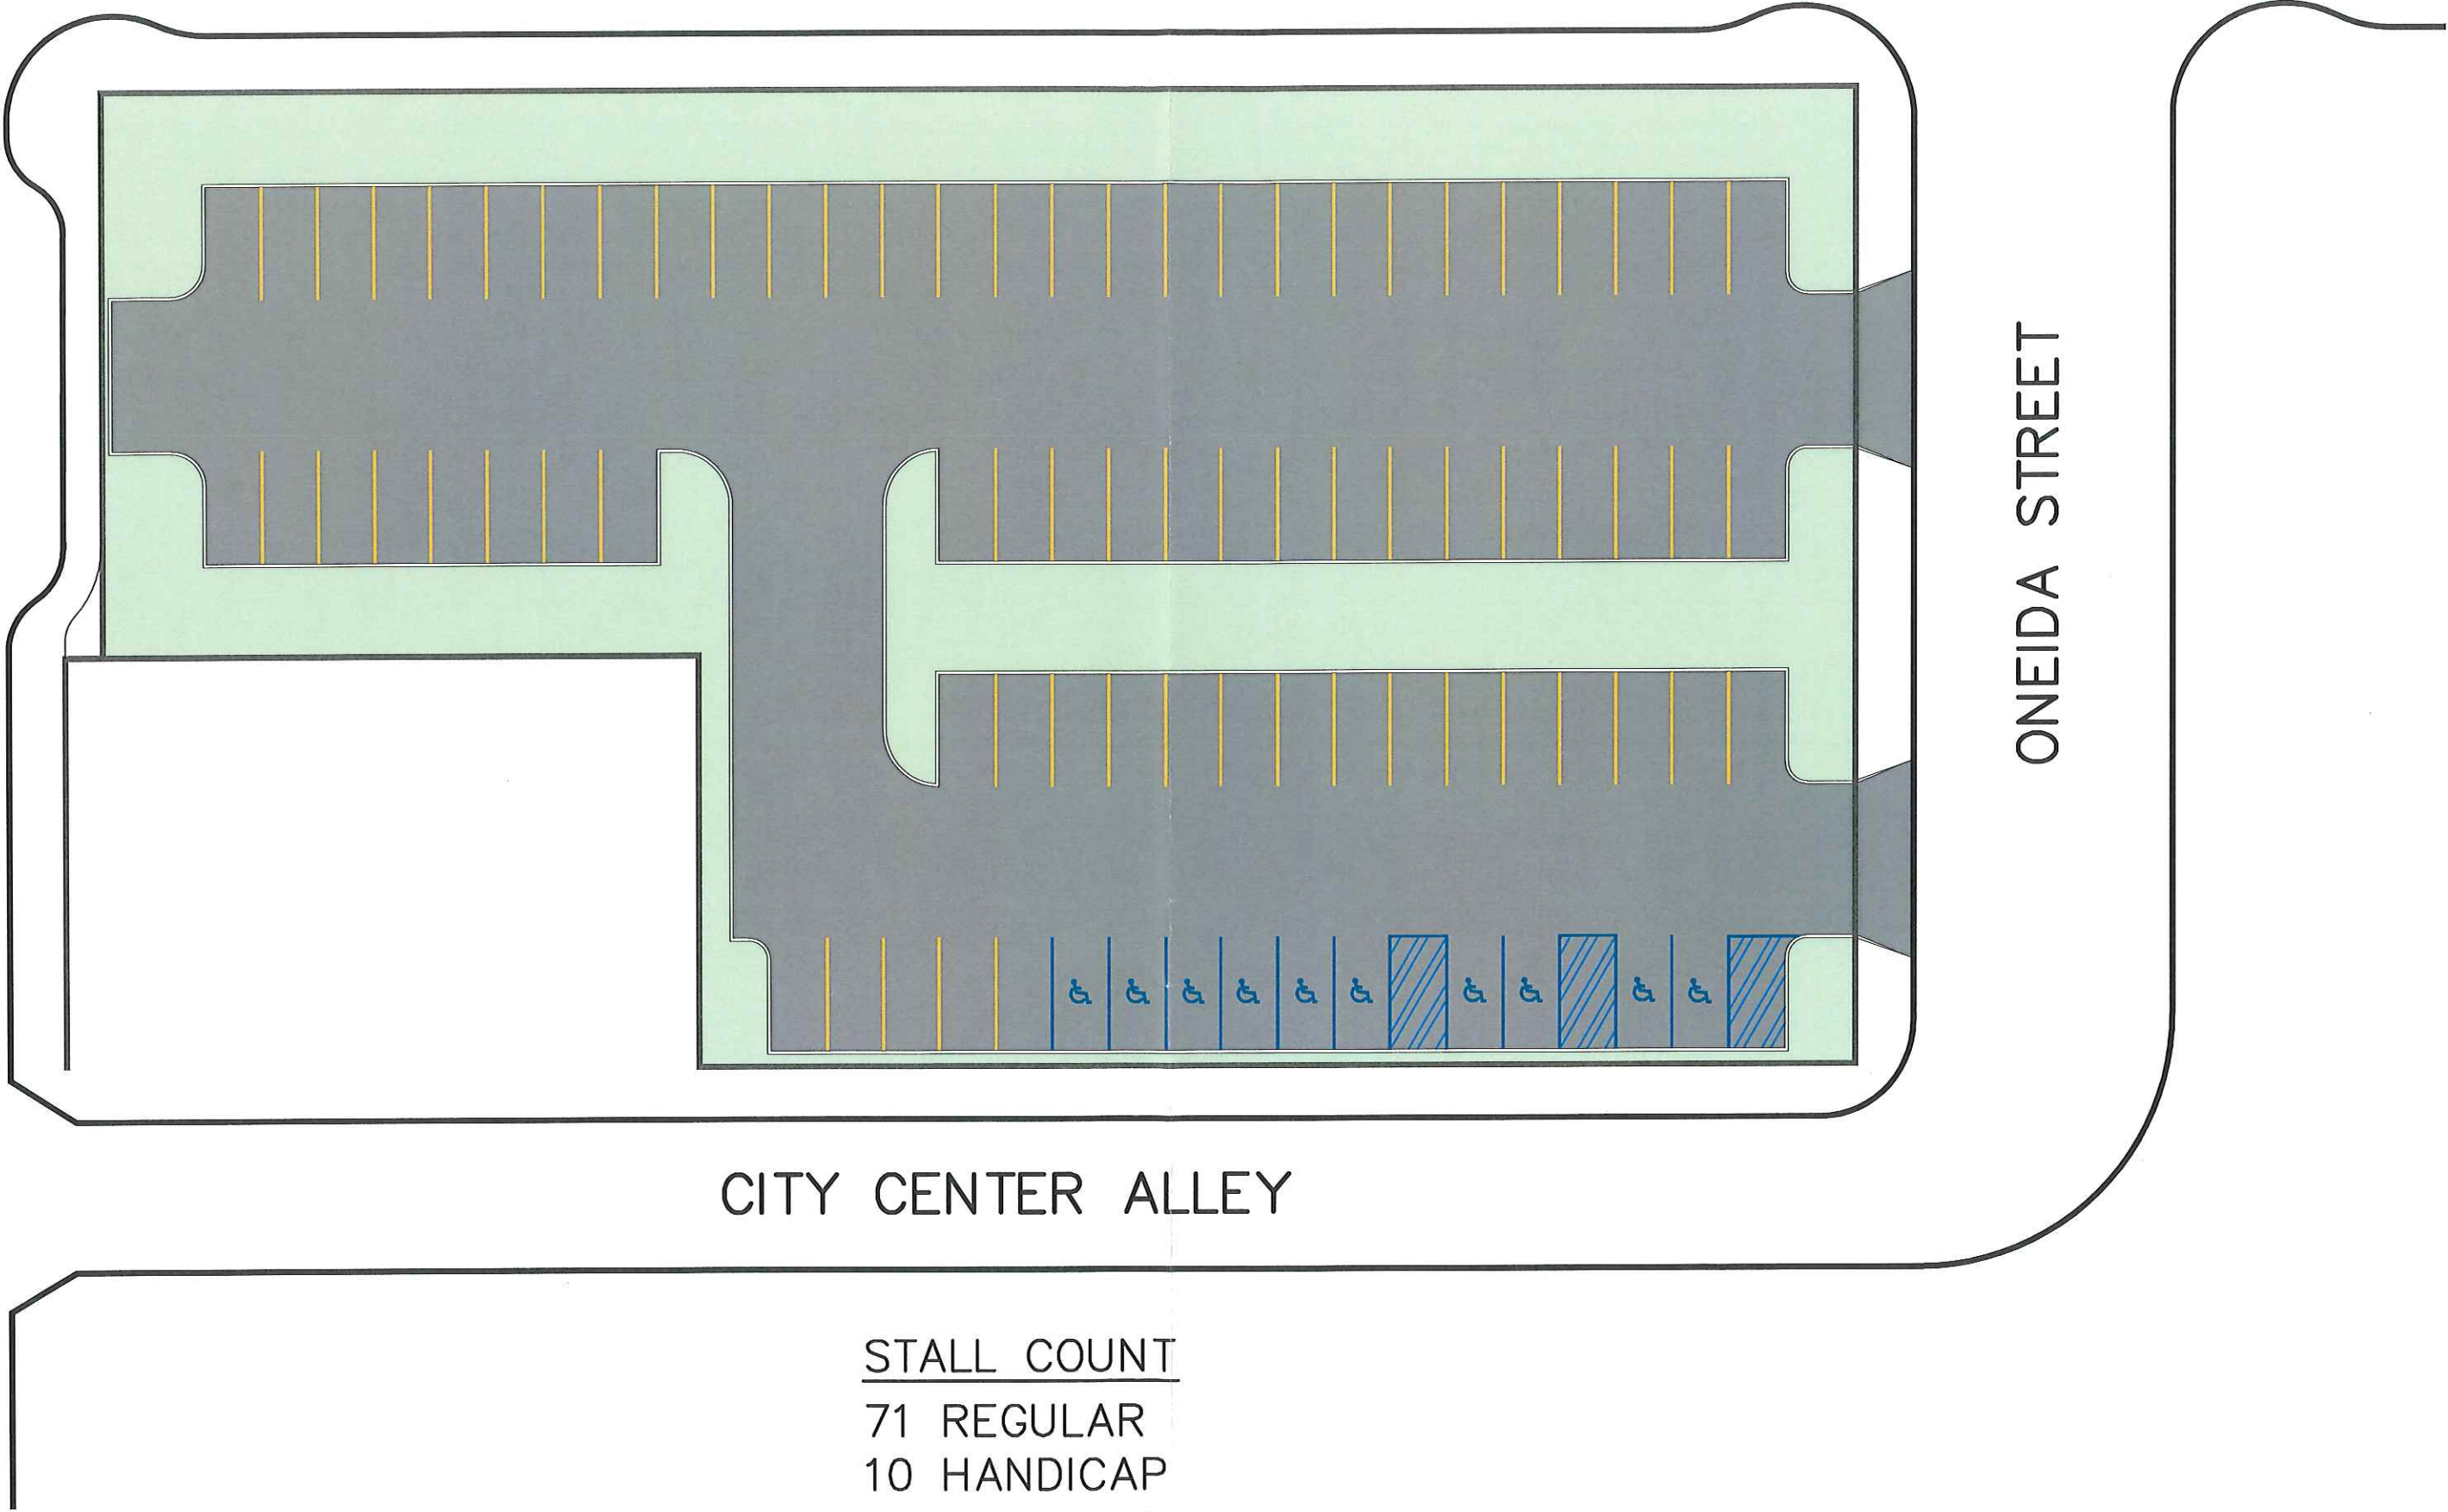 ONEIDA STREET
CITY CENTER ALLEY
STALL COUNT
71 REGULAR
10 HANDICAP